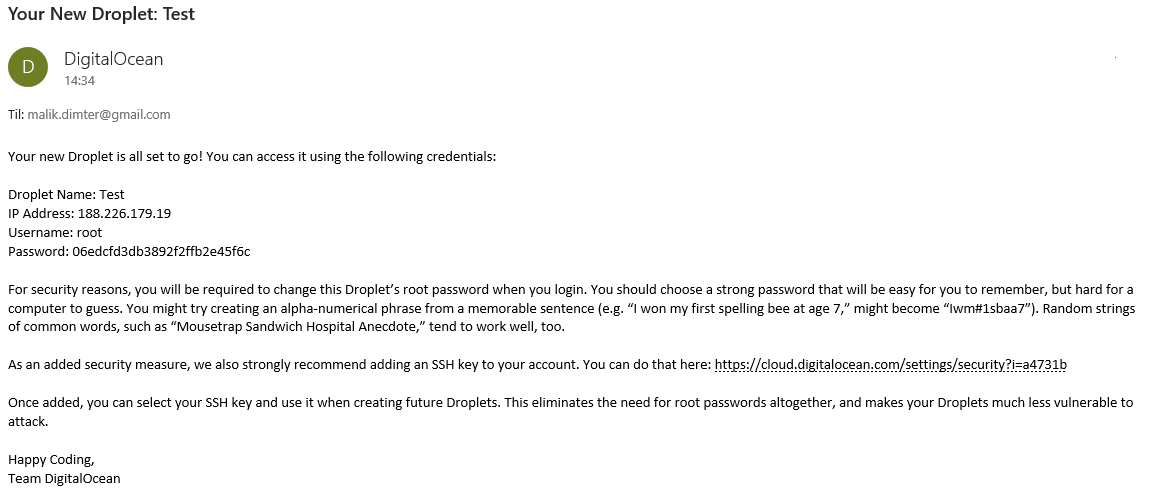 Your New Droplet: Test
D
DigitalOcean
14:34
Til: malik.dimter@gmail.com
Your new Droplet is all set to go! You can access it using the following credentials:
Droplet Name: Test
IP Address: 188.226.179.19
Username: root
Password: 06edcfd3db3892f2ffb2e45f6c
For security reasons, you will be required to change this Droplet’s root password when you login. You should choose a strong password that will be easy for you to remember, but hard for a
computer to guess. You might try creating an alpha-numerical phrase from a memorable sentence (e.g. “I won my first spelling bee at age 7,” might become “Iwm#1sbaa7”). Random strings
of common words, such as “Mousetrap Sandwich Hospital Anecdote,” tend to work well, too.
As an added security measure, we also strongly recommend adding an SSH key to your account. You can do that here: https://cloud.digitalocean.com/settings/security?i=a4731b
Once added, you can select your SSH key and use it when creating future Droplets. This eliminates the need for root passwords altogether, and makes your Droplets much less vulnerable to
attack.
Happy Coding,
Team DigitalOcean